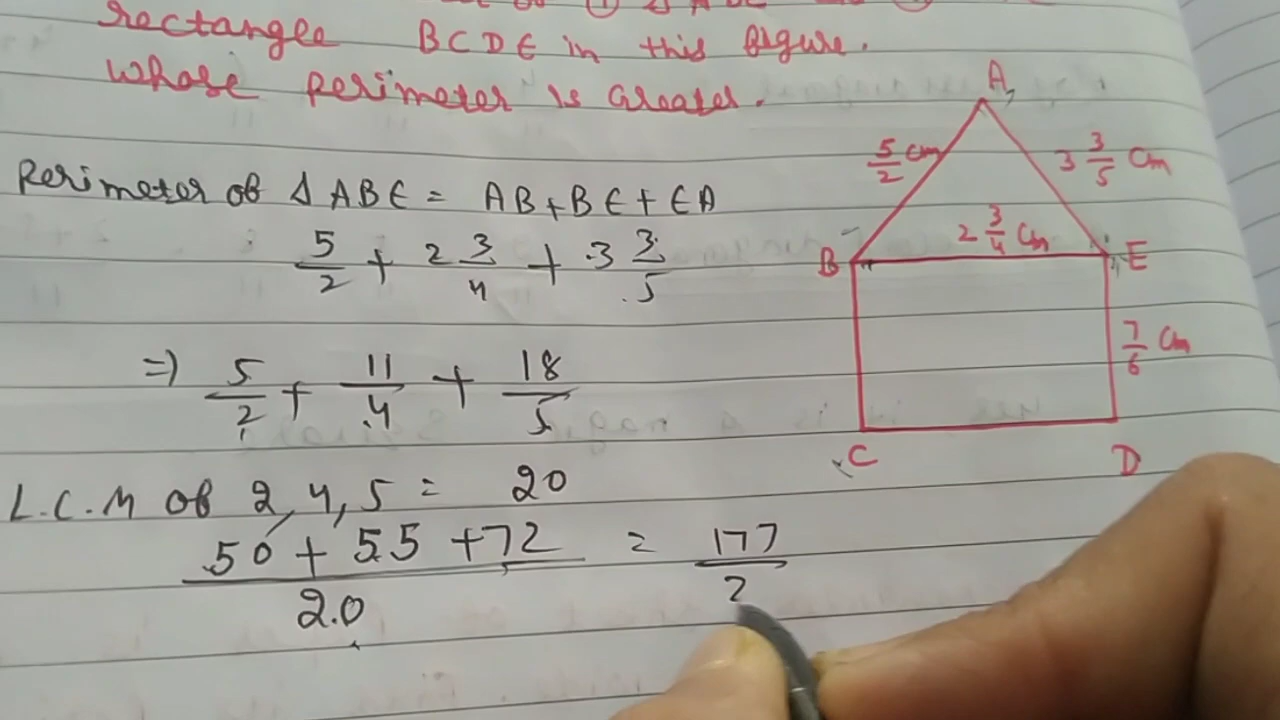 ① Δ ABE
rectangle BCDE in this figure.
Whose perimeter is greater.
Perimeter of Δ ABE = AB + BE + EA
5/2 + 2 3/4 + 3 3/5
=> 5/2 + 11/4 + 18/5
L.C.M of 2, 4, 5 = 20
50 + 55 + 72 / 20 = 177 / 2
A
5/2 cm
3 3/5 cm
2 3/4 cm
B
E
7/6 cm
C
D